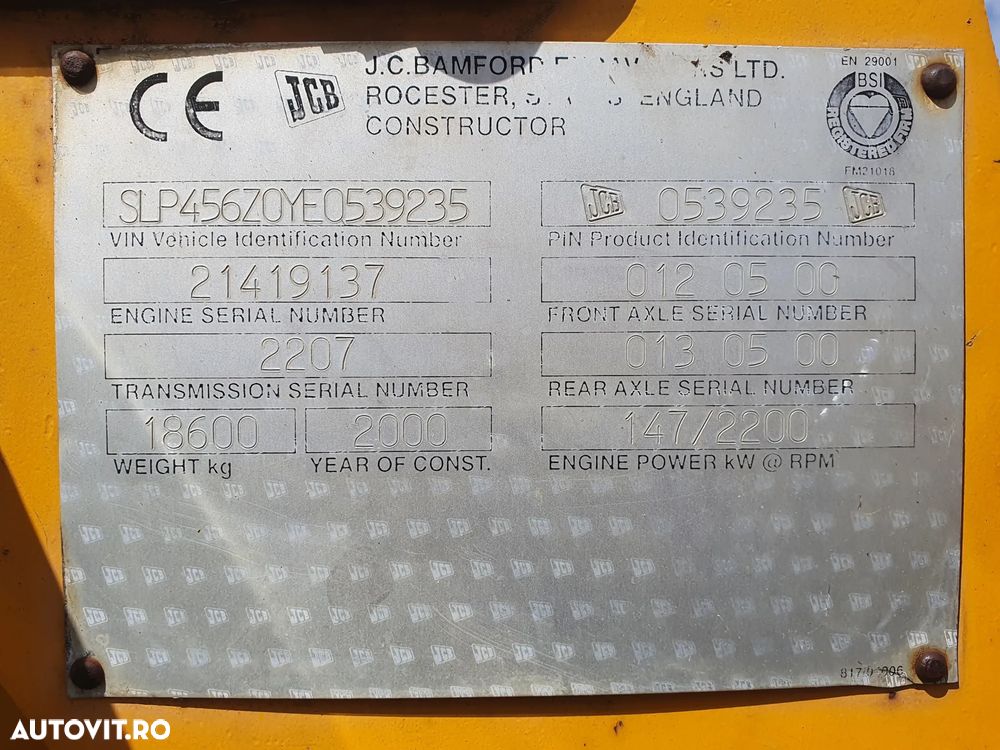 CE
JCB
J.C.BAMFORD LTD.
ROCESTER, ENGLAND
CONSTRUCTOR
EN 29001
BSI
REGISTERED FIRM
FM21018
SLP456Z0YE0539235
VIN Vehicle Identification Number
JCB 0539235 JCB
PIN Product Identification Number
21419137
ENGINE SERIAL NUMBER
012 05 00
FRONT AXLE SERIAL NUMBER
2207
TRANSMISSION SERIAL NUMBER
013 05 00
REAR AXLE SERIAL NUMBER
18600
WEIGHT kg
2000
YEAR OF CONST.
147/2200
ENGINE POWER kW @ RPM
AUTOVIT.RO